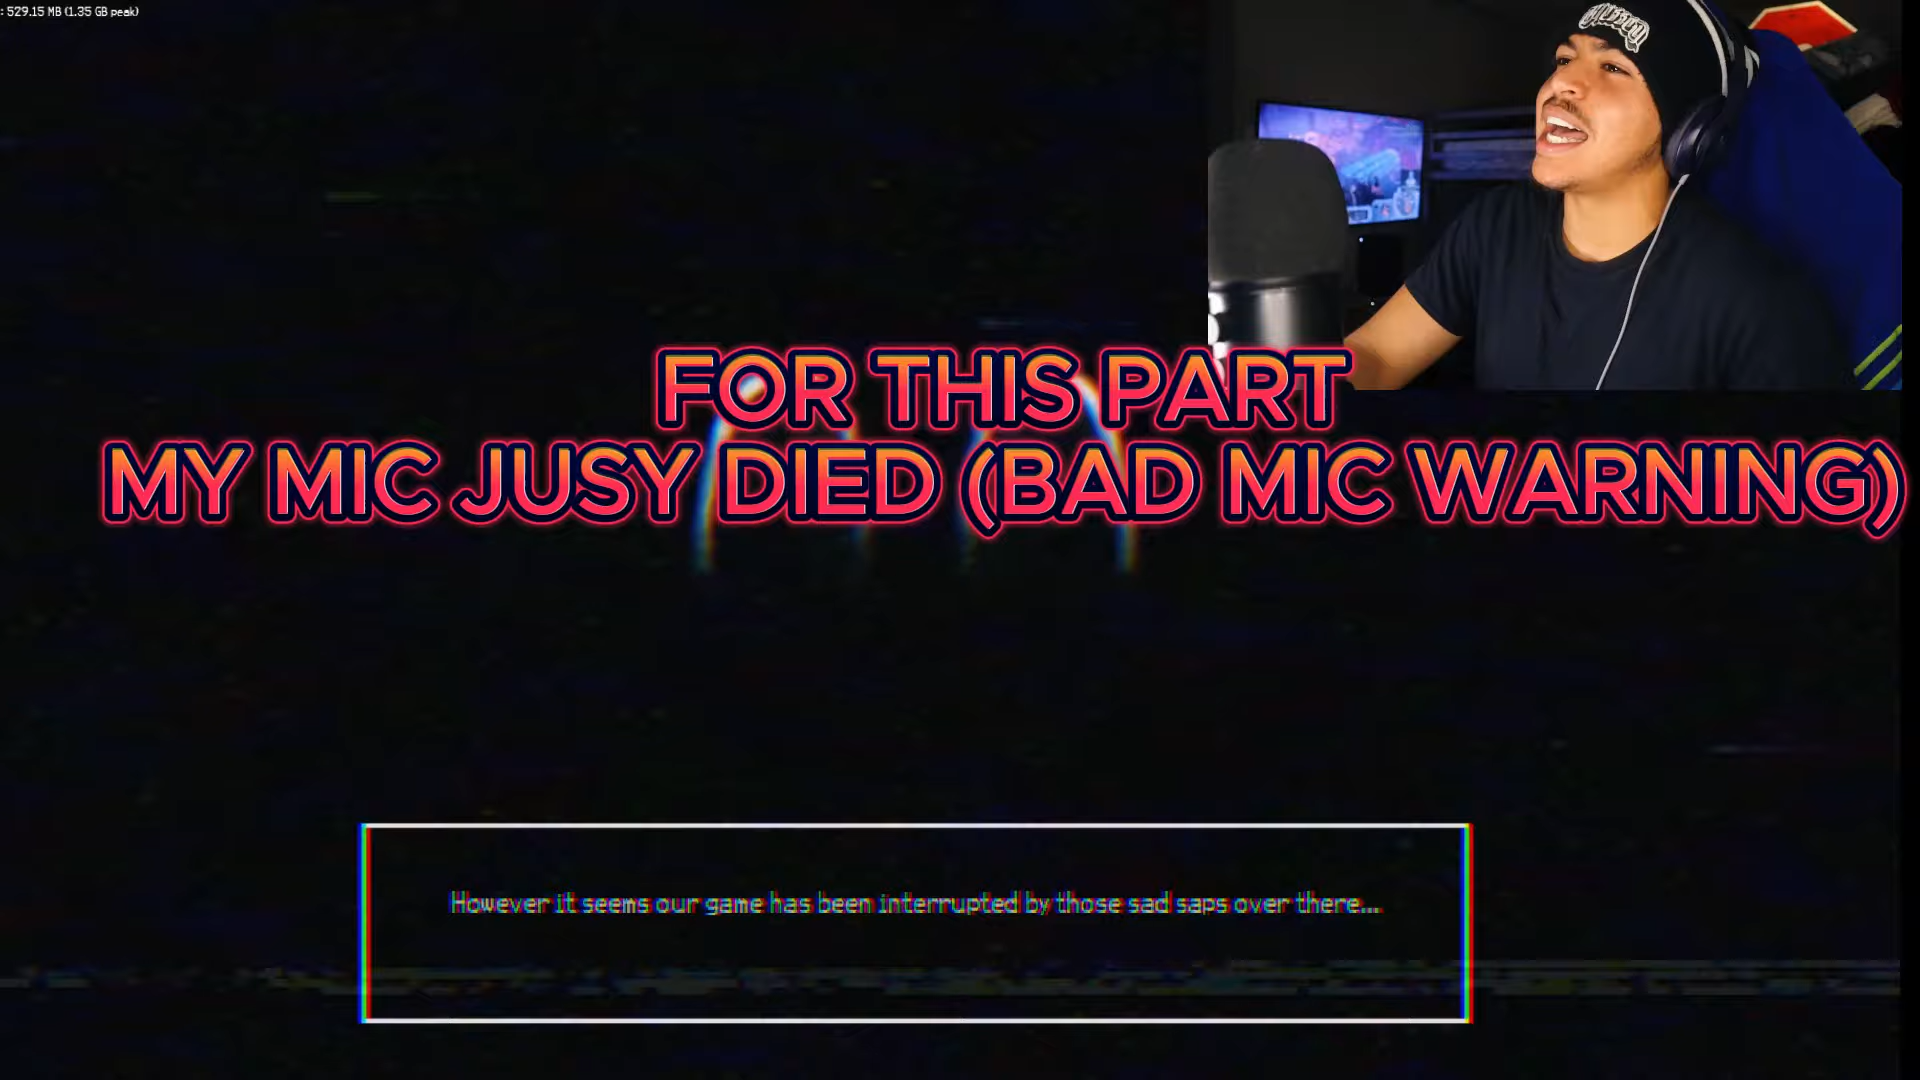 : 529.15 MB (1.35 GB peak)
FOR THIS PART
MY MIC JUSY DIED (BAD MIC WARNING)
However it seems our game has been interrupted by those sad saps over there...